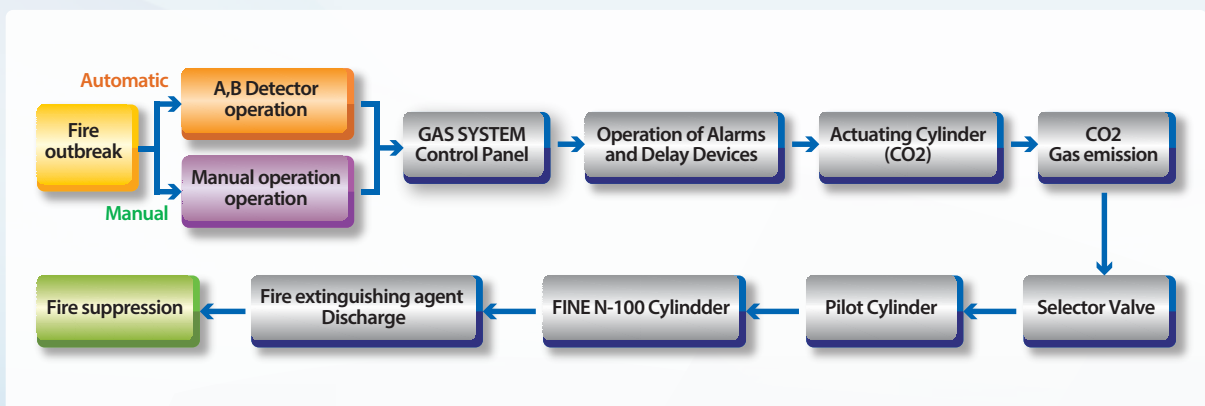 Automatic
Fire
outbreak
A,B Detector
operation
Manual operation
operation
Manual
GAS SYSTEM
Control Panel
Operation of Alarms
and Delay Devices
Actuating Cylinder
(CO2)
CO2
Gas emission
Selector Valve
Pilot Cylinder
FINE N-100 Cylindder
Fire extinguishing agent
Discharge
Fire suppression